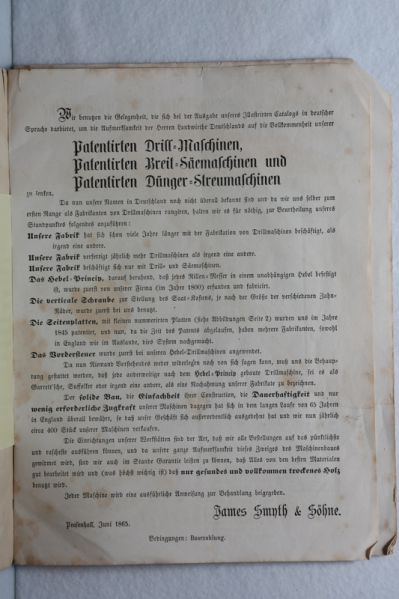 Wir benutzen die Gelegenheit, die sich bei der Ausgabe unseres Illustrirten Catalogs in deutscher
Sprache darbietet, um die Aufmerksamkeit der Herren Landwirthe Deutschlands auf die Vollkommenheit unserer
Patentirten Drill-Maschinen,
Patentirten Breit-Säemaschinen und
Patentirten Dünger-Streumaschinen
zu lenken.
Da nun unsere Namen in Deutschland noch nicht überall bekannt sind und da wir uns selber zum
ersten Range als Fabrikanten von Drillmaschinen rangiren, halten wir es für nöthig, zur Beurtheilung unseres
Standpunktes folgendes anzuführen:
Unsere Fabrik hat sich schon viele Jahre länger mit der Fabrikation von Drillmaschinen beschäftigt, als
irgend eine andere.
Unsere Fabrik verfertigt jährlich mehr Drillmaschinen als irgend eine andere.
Unsere Fabrik beschäftigt sich nur mit Drill- und Säemaschinen.
Das Hebel-Princip, darauf beruhend, daß jedes Rillen-Messer in einem unabhängigen Hebel befestigt
ist, wurde zuerst von unserer Firma (im Jahre 1800) erfunden und fabricirt.
Die verticale Schraube zur Stellung des Saat-Kastens, je nach der Größe der verschiedenen Zahn-
Räder, wurde zuerst bei uns benutzt.
Die Seitenplatten, mit kleinen nummerirten Platten (siehe Abbildungen Seite 2) wurden uns im Jahre
1845 patentirt, und nun, da die Zeit des Patents abgelaufen, haben mehrere Fabrikanten, sowohl
in England wie im Auslande, dies System nachgemacht.
Das Vordersteuer wurde zuerst bei unseren Hebel-Drillmaschinen angewendet.
Da nun Niemand Vorstehendes weder widerlegen noch von sich sagen kann, muß uns die Behaup-
tung gestattet werden, daß jede anderweitige nach dem Hebel-Princip gebaute Drillmaschine, sei es als
Garrett'sche, Suffolker oder irgend eine andere, als eine Nachahmung unserer Fabrikate zu bezeichnen.
Der solide Bau, die Einfachheit ihrer Construction, die Dauerhaftigkeit und nur
wenig erforderliche Zugkraft unserer Maschinen dagegen hat sich in dem langen Laufe von 65 Jahren
in England überall bewährt, so daß unser Geschäft sich außerordentlich ausgedehnt hat und wir nun jährlich
circa 400 Stück unserer Maschinen verkaufen.
Die Einrichtungen unserer Werkstätten sind der Art, daß wir alle Bestellungen auf das pünktlichste
und rascheste ausführen können, und da unsere ganze Aufmerksamkeit diesem Zweiges des Maschinenbaues
gewidmet wird, sind wir auch im Stande Garantie leisten zu können, daß Alles von den besten Materialen
gut bearbeitet wird und (was höchst wichtig ist) daß nur gesundes und vollkommen trockenes Holz
benutzt wird.
Jeder Maschine wird eine ausführliche Anweisung zur Behandlung beigegeben.
James Smyth & Söhne.
Peasenhall, Juni 1865.
Bedingungen: Baarzahlung.